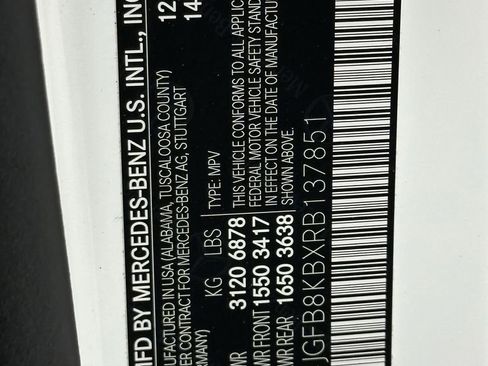 MFD BY MERCEDES-BENZ U.S. INTL., INC
UFACTURED IN USA (ALABAMA, TUSCALOOSA COUNTY)
ER CONTRACT FOR MERCEDES-BENZ AG, STUTTGART
RMANY)
12
14
KG LBS TYPE: MPV
WR 3120 6878
WR FRONT 1550 3417
WR REAR 1650 3638
THIS VEHICLE CONFORMS TO ALL APPLIC
FEDERAL MOTOR VEHICLE SAFETY STAND
IN EFFECT ON THE DATE OF MANUFACTUR
SHOWN ABOVE.
JGFB8KBXRB137851